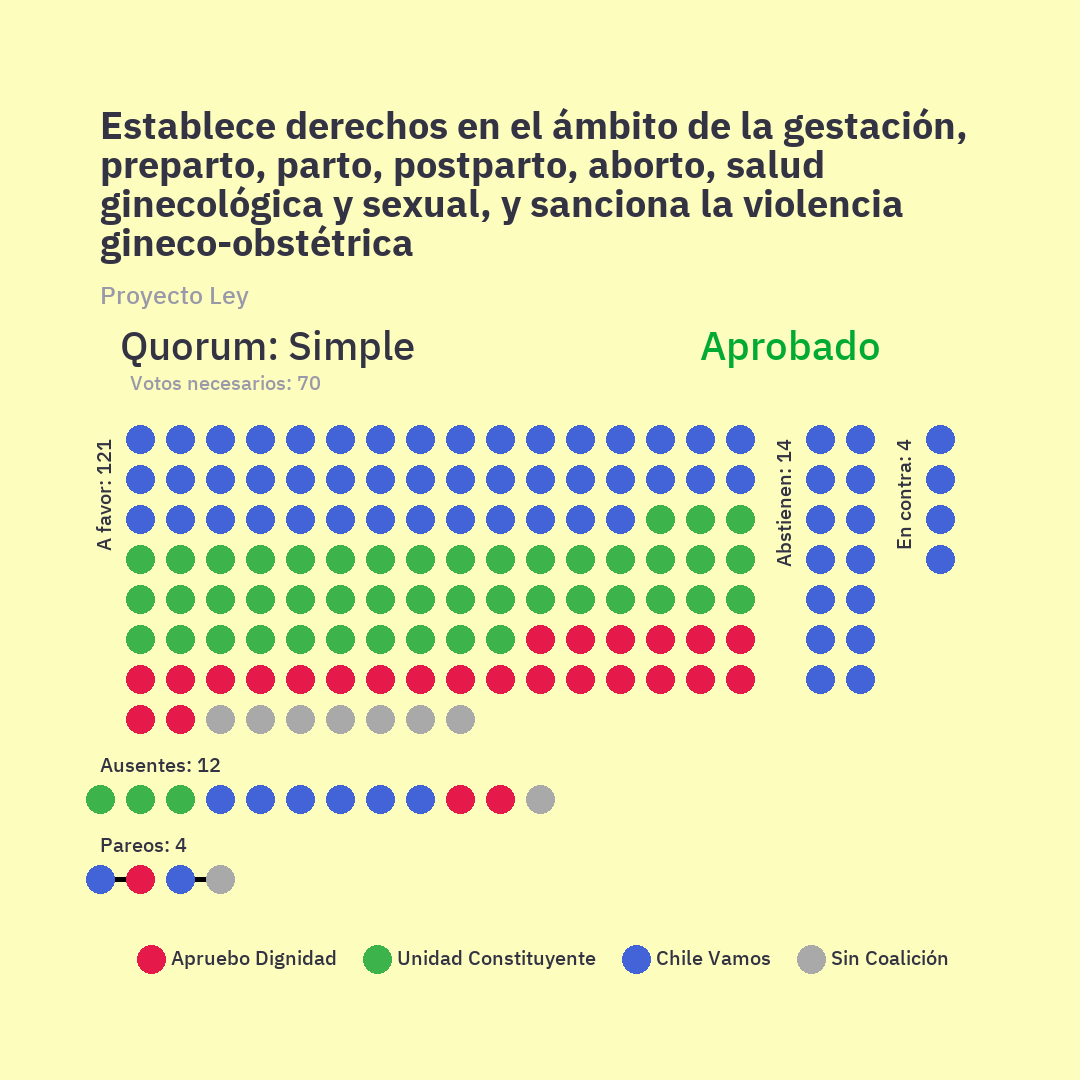 Establece derechos en el ámbito de la gestación,
preparto, parto, postparto, aborto, salud
ginecológica y sexual, y sanciona la violencia
gineco-obstétrica
Proyecto Ley
Quorum: Simple
Aprobado
Votos necesarios: 70
A favor: 121
Abstienen: 14
En contra: 4
Ausentes: 12
Pareos: 4
Apruebo Dignidad
Unidad Constituyente
Chile Vamos
Sin Coalición